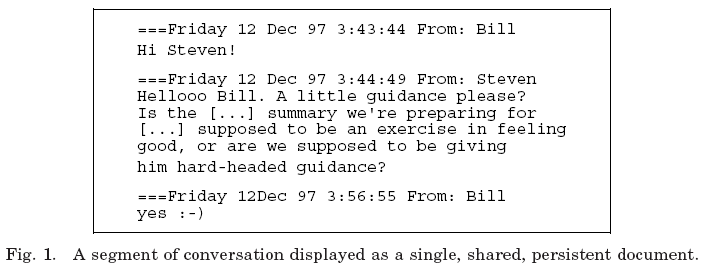 ===Friday 12 Dec 97 3:43:44 From: Bill
Hi Steven!
===Friday 12 Dec 97 3:44:49 From: Steven
Hellooo Bill. A little guidance please?
Is the [...] summary we're preparing for
[...] supposed to be an exercise in feeling
good, or are we supposed to be giving
him hard-headed guidance?
===Friday 12Dec 97 3:56:55 From: Bill
yes :-)
Fig. 1. A segment of conversation displayed as a single, shared, persistent document.